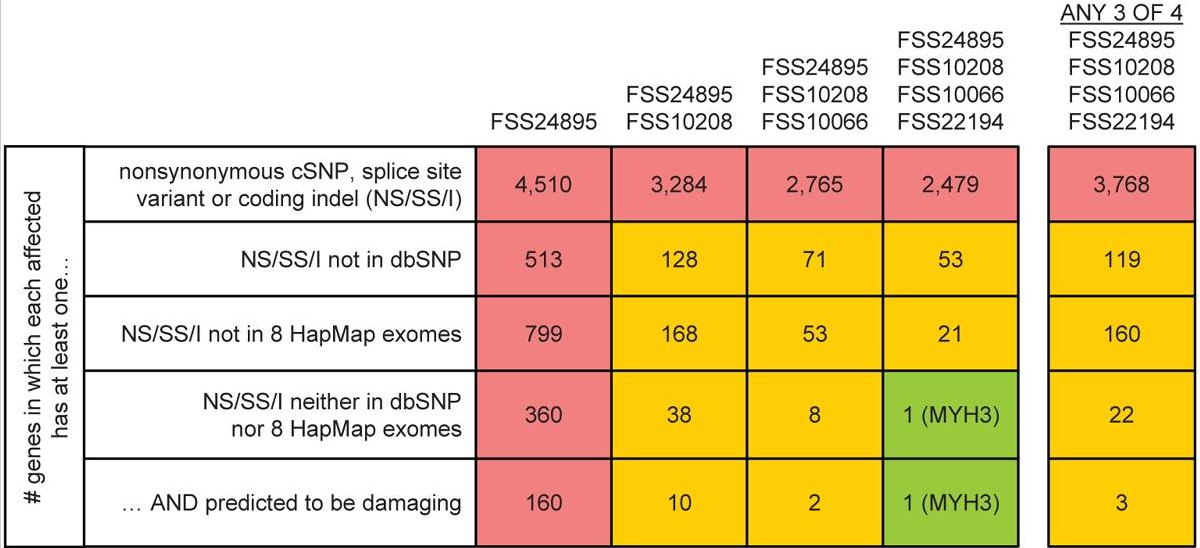 ANY 3 OF 4
FSS24895
FSS10208
FSS10066
FSS22194
FSS24895
FSS10208
FSS10066
FSS22194
FSS24895
FSS10208
FSS10066
FSS24895
FSS10208
FSS24895
# genes in which each affected
has at least one…
nonsynonymous cSNP, splice site
variant or coding indel (NS/SS/I)
4,510 3,284 2,765 2,479 3,768
NS/SS/I not in dbSNP 513 128 71 53 119
NS/SS/I not in 8 HapMap exomes 799 168 53 21 160
NS/SS/I neither in dbSNP
nor 8 HapMap exomes
360 38 8 1 (MYH3) 22
… AND predicted to be damaging 160 10 2 1 (MYH3) 3